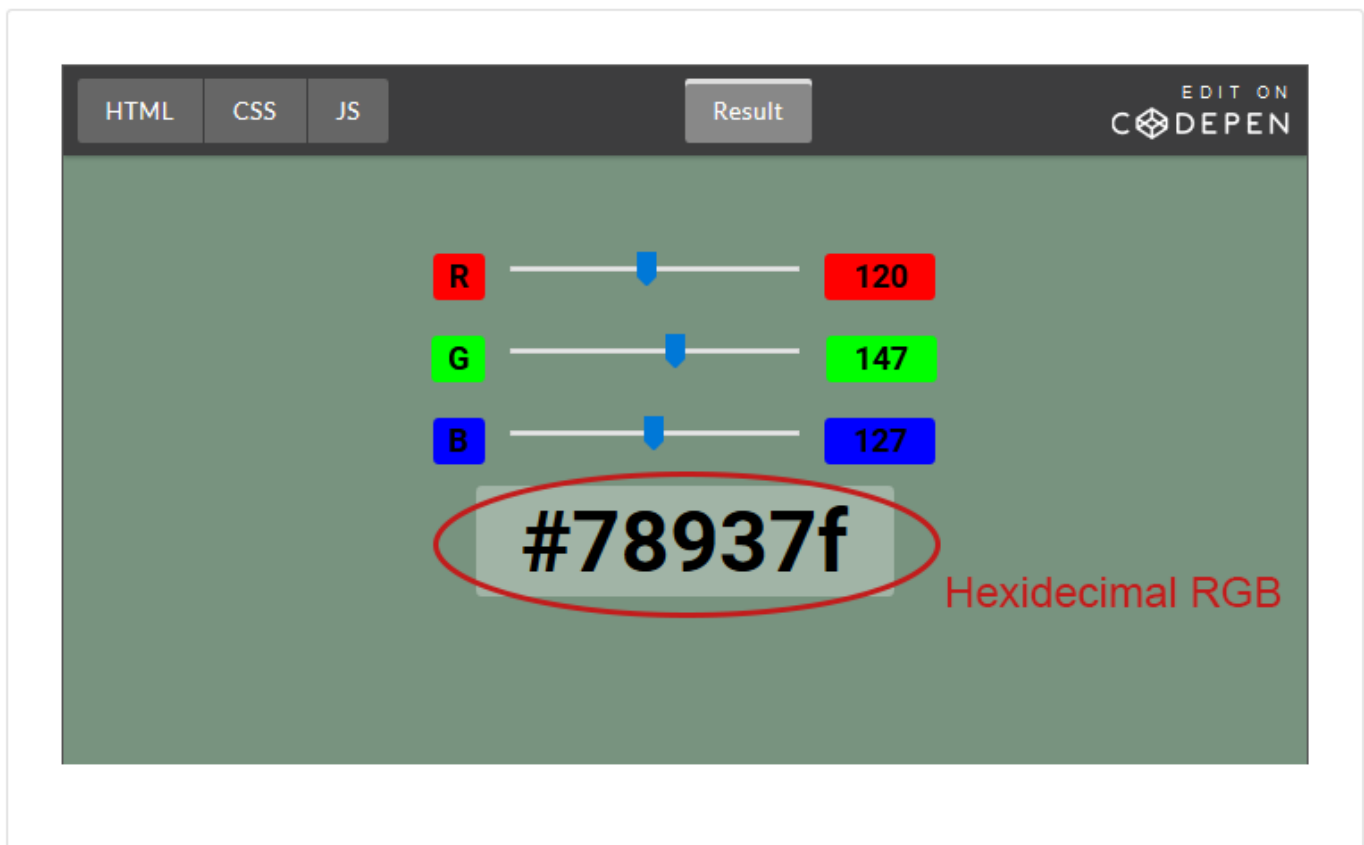 HTML CSS JS Result EDIT ON
CODEPEN
R 120
G 147
B 127
#78937f
Hexidecimal RGB